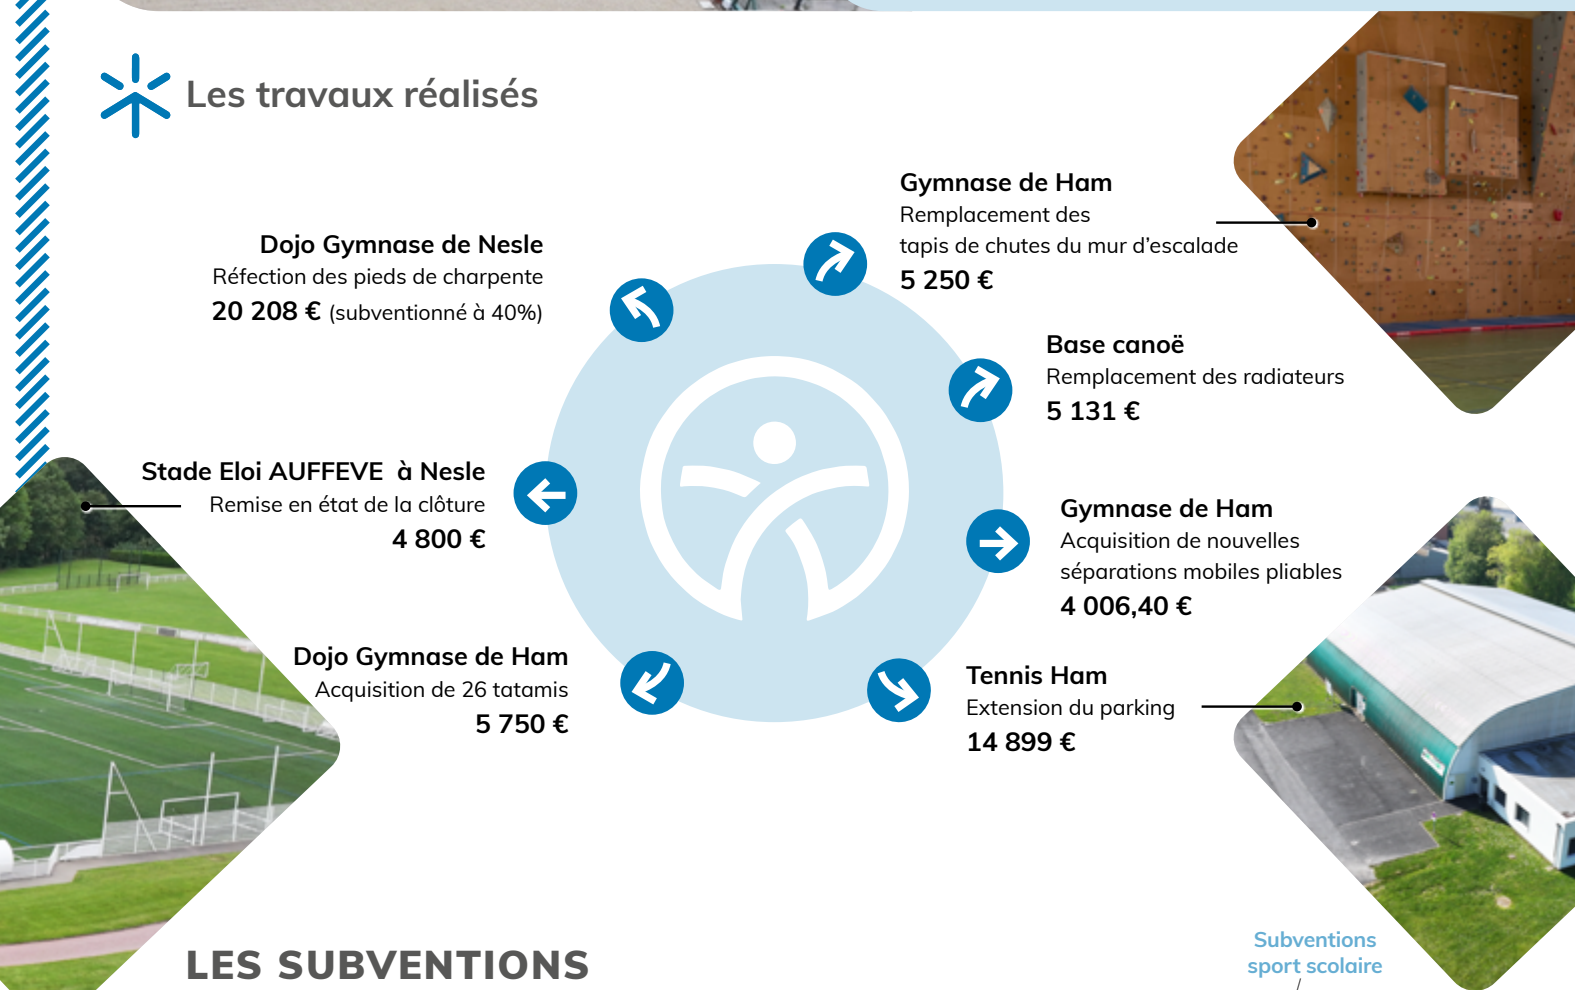 Les travaux réalisés
Gymnase de Ham
Remplacement des
tapis de chutes du mur d'escalade
5 250 €
Dojo Gymnase de Nesle
Réfection des pieds de charpente
20 208 € (subventionné à 40%)
Base canoë
Remplacement des radiateurs
5 131 €
Stade Eloi AUFFEVE à Nesle
Remise en état de la clôture
4 800 €
Gymnase de Ham
Acquisition de nouvelles
séparations mobiles pliables
4 006,40 €
Dojo Gymnase de Ham
Acquisition de 26 tatamis
5 750 €
Tennis Ham
Extension du parking
14 899 €
LES SUBVENTIONS
Subventions
sport scolaire